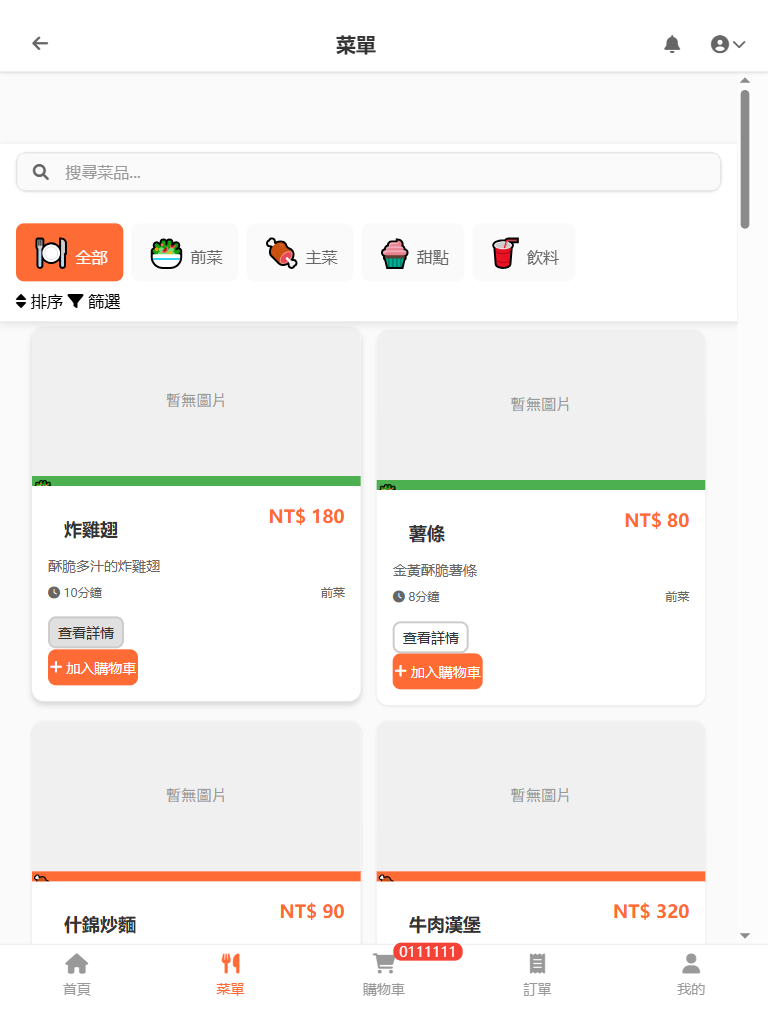 菜單
搜尋菜品...
全部 前菜 主菜 甜點 飲料
排序 篩選
暫無圖片
炸雞翅
NT$ 180
酥脆多汁的炸雞翅
10分鐘 前菜
查看詳情
+ 加入購物車
暫無圖片
薯條
NT$ 80
金黃酥脆薯條
8分鐘 前菜
查看詳情
+ 加入購物車
暫無圖片
什錦炒麵
NT$ 90
暫無圖片
牛肉漢堡
NT$ 320
0111111
首頁 菜單 購物車 訂單 我的